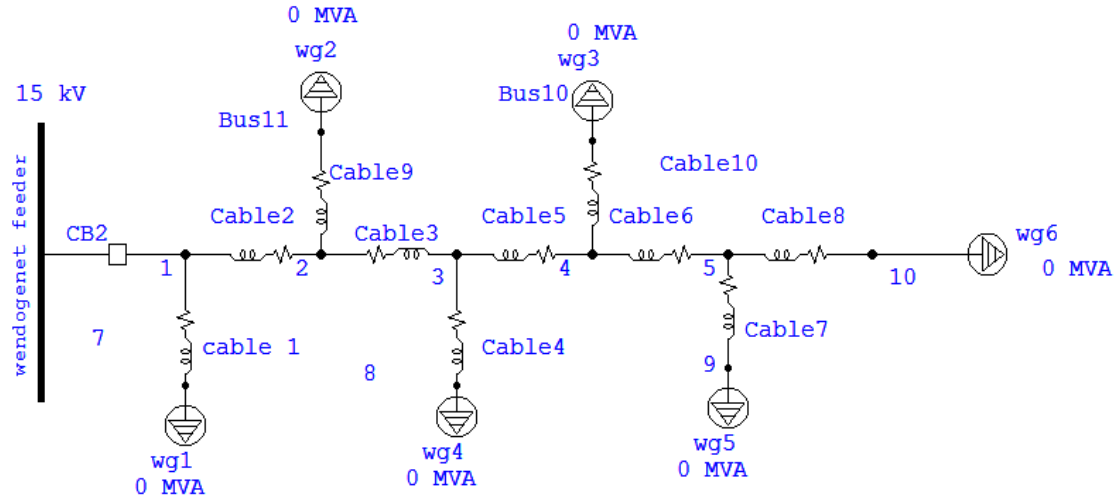 0 MVA
wg2
0 MVA
wg3
15 kV
Bus11
Bus10
wendogenet feeder
Cable9
Cable10
CB2
Cable2
Cable3
Cable5
Cable6
Cable8
wg6
0 MVA
1
2
3
4
5
10
7
cable 1
8
Cable4
9
Cable7
wg1
0 MVA
wg4
0 MVA
wg5
0 MVA